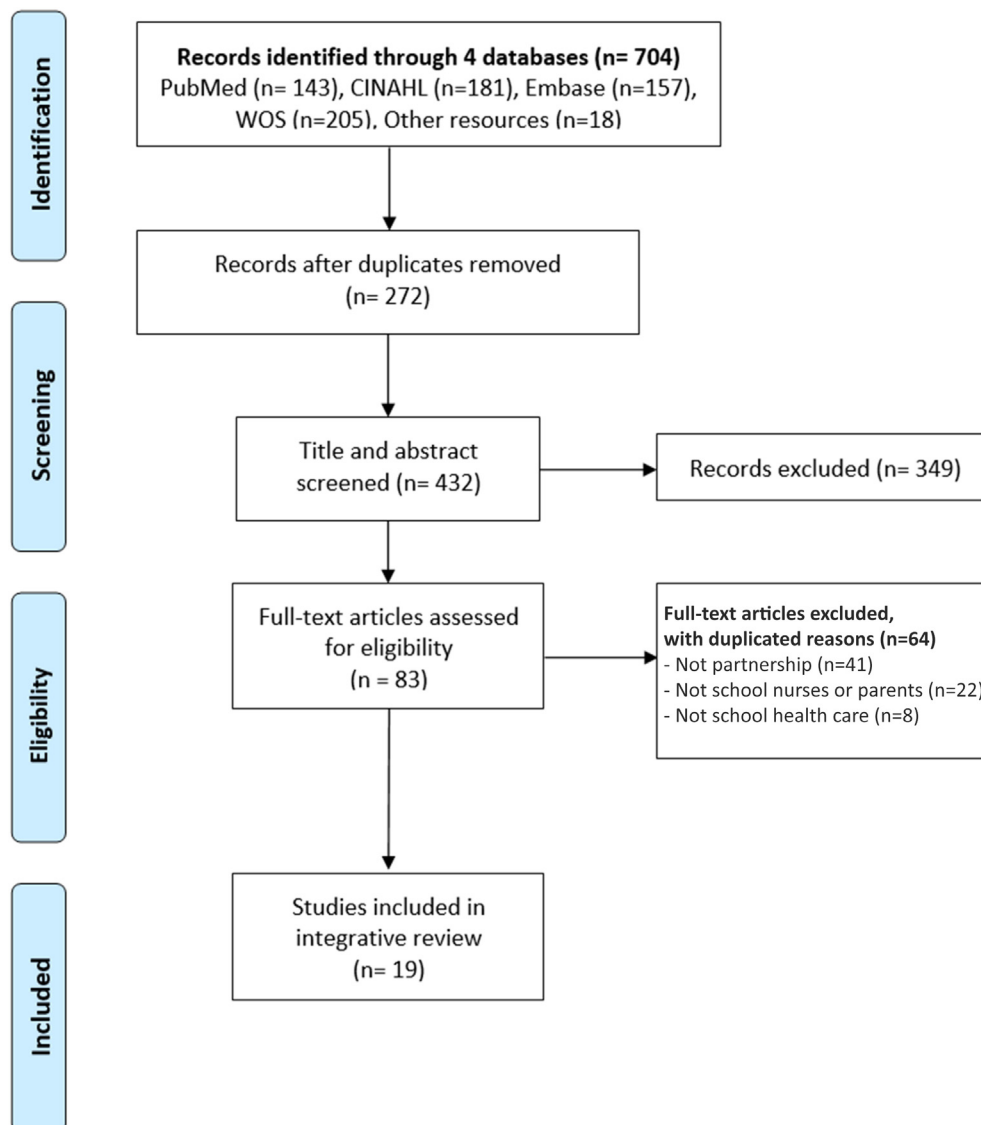 Identification
Records identified through 4 databases (n= 704)
PubMed (n= 143), CINAHL (n=181), Embase (n=157),
WOS (n=205), Other resources (n=18)
Records after duplicates removed
(n= 272)
Screening
Title and abstract
screened (n= 432)
Records excluded (n= 349)
Eligibility
Full-text articles assessed
for eligibility
(n = 83)
Full-text articles excluded,
with duplicated reasons (n=64)
- Not partnership (n=41)
- Not school nurses or parents (n=22)
- Not school health care (n=8)
Included
Studies included in
integrative review
(n= 19)